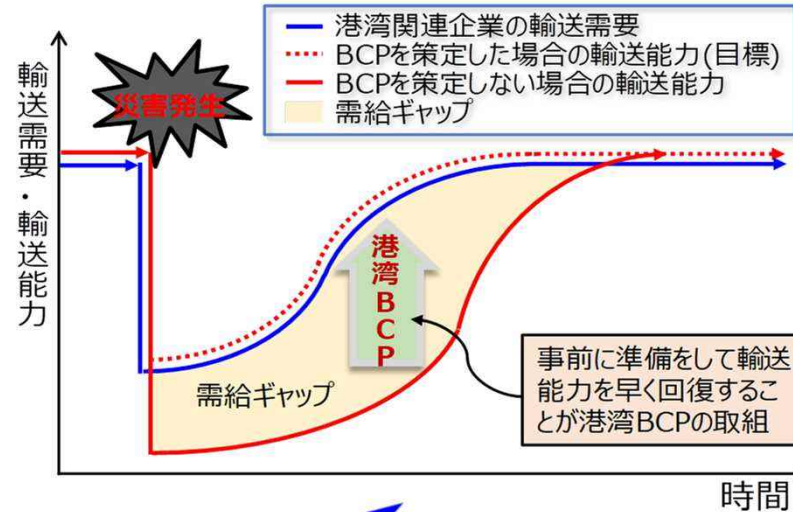 港湾関連企業の輸送需要
BCPを策定した場合の輸送能力(目標)
BCPを策定しない場合の輸送能力
需給ギャップ
災害発生
輸送需要・輸送能力
港湾BCP
需給ギャップ
事前に準備をして輸送
能力を早く回復するこ
とが港湾BCPの取組
時間